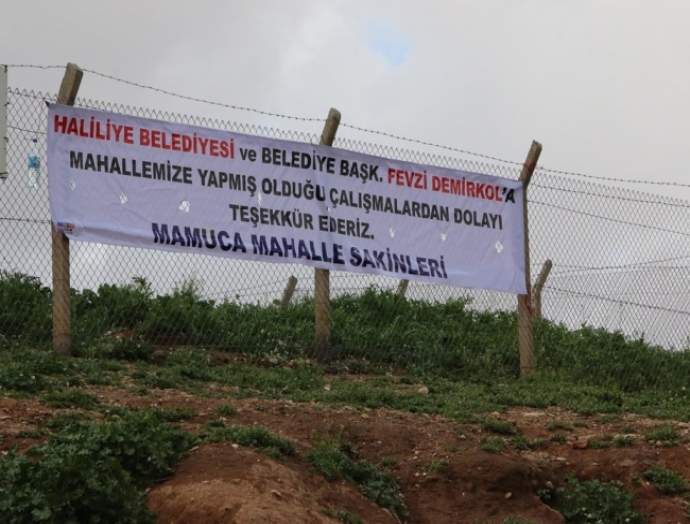 HALİLİYE BELEDİYESİ ve BELEDİYE BAŞK. FEVZİ DEMİRKOL'A
MAHALLEMİZE YAPMIŞ OLDUĞU ÇALIŞMALARDAN DOLAYI
TEŞEKKÜR EDERİZ.
MAMUCA MAHALLE SAKİNLERİ